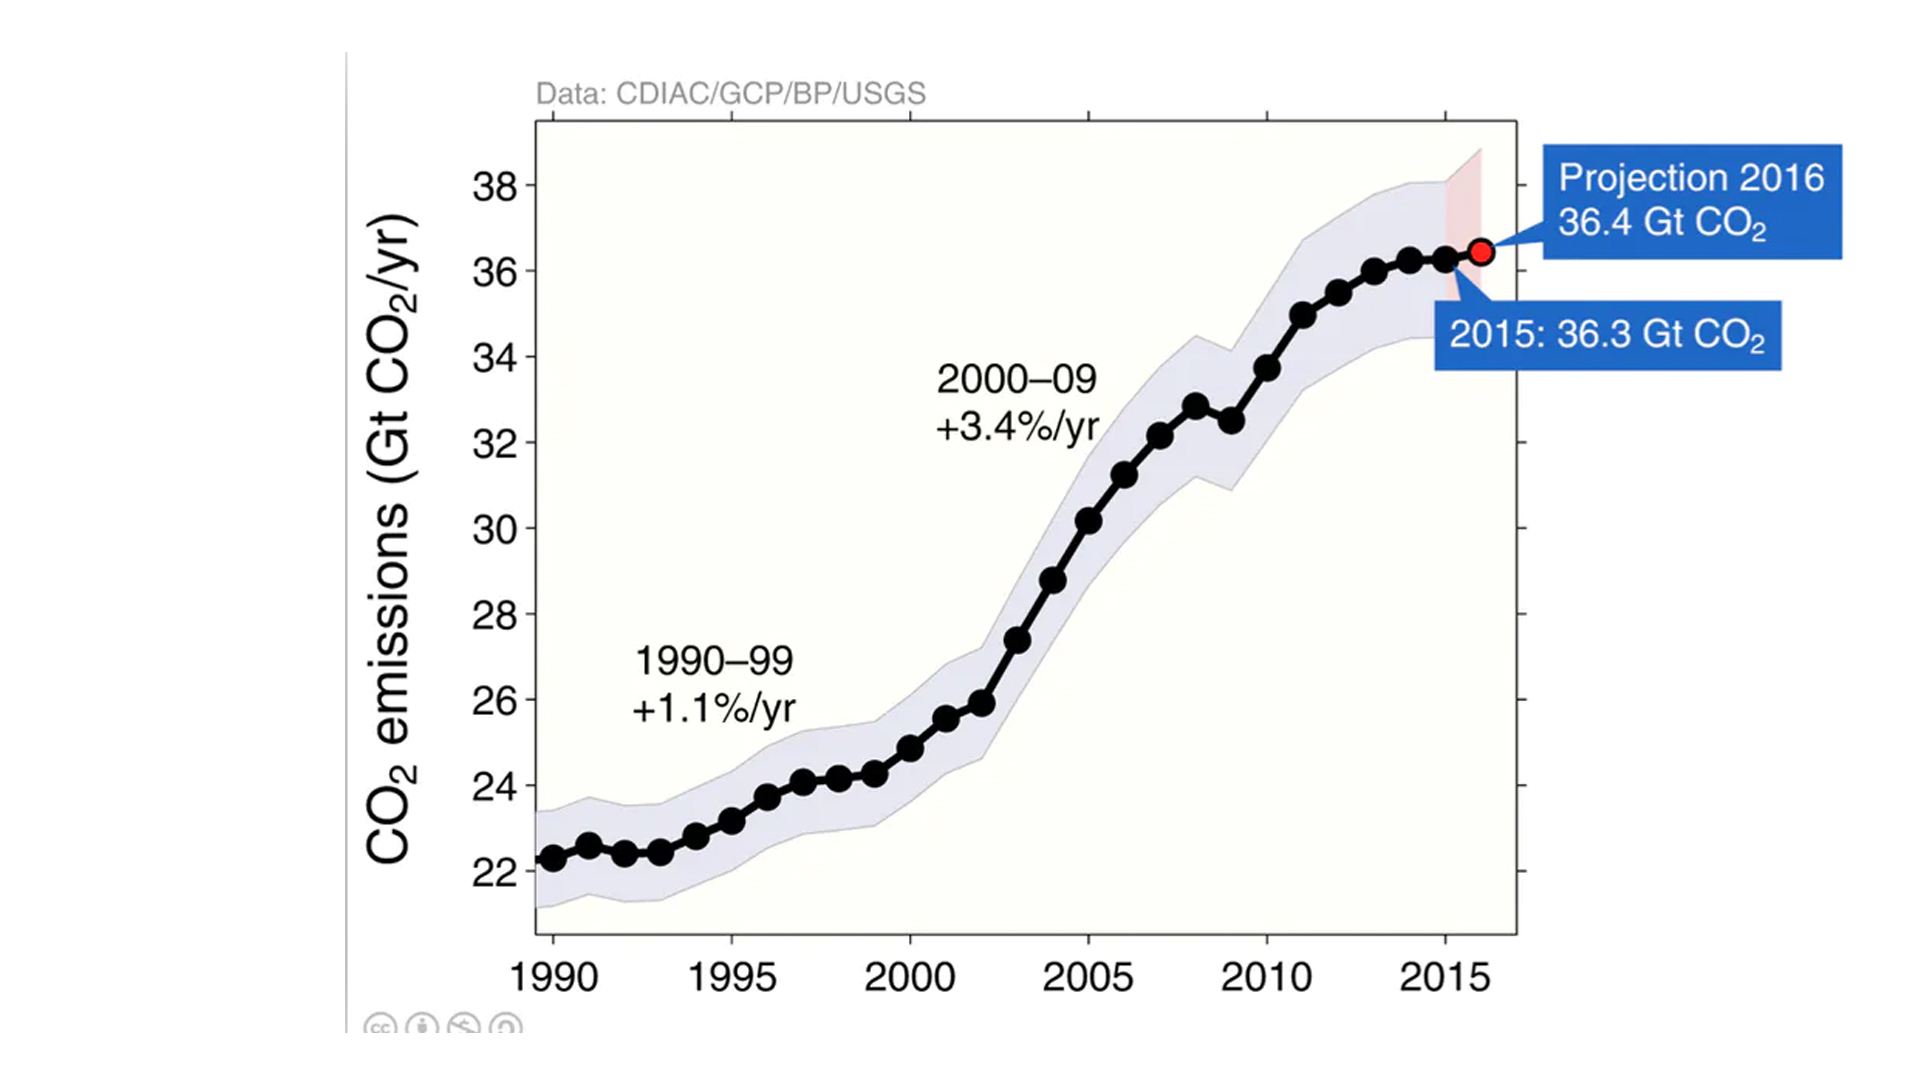 Data: CDIAC/GCP/BP/USGS
CO₂ emissions (Gt CO₂/yr)
38
36
34
32
30
28
26
24
22
1990
1995
2000
2005
2010
2015
1990–99
+1.1%/yr
2000–09
+3.4%/yr
Projection 2016
36.4 Gt CO₂
2015: 36.3 Gt CO₂
cc